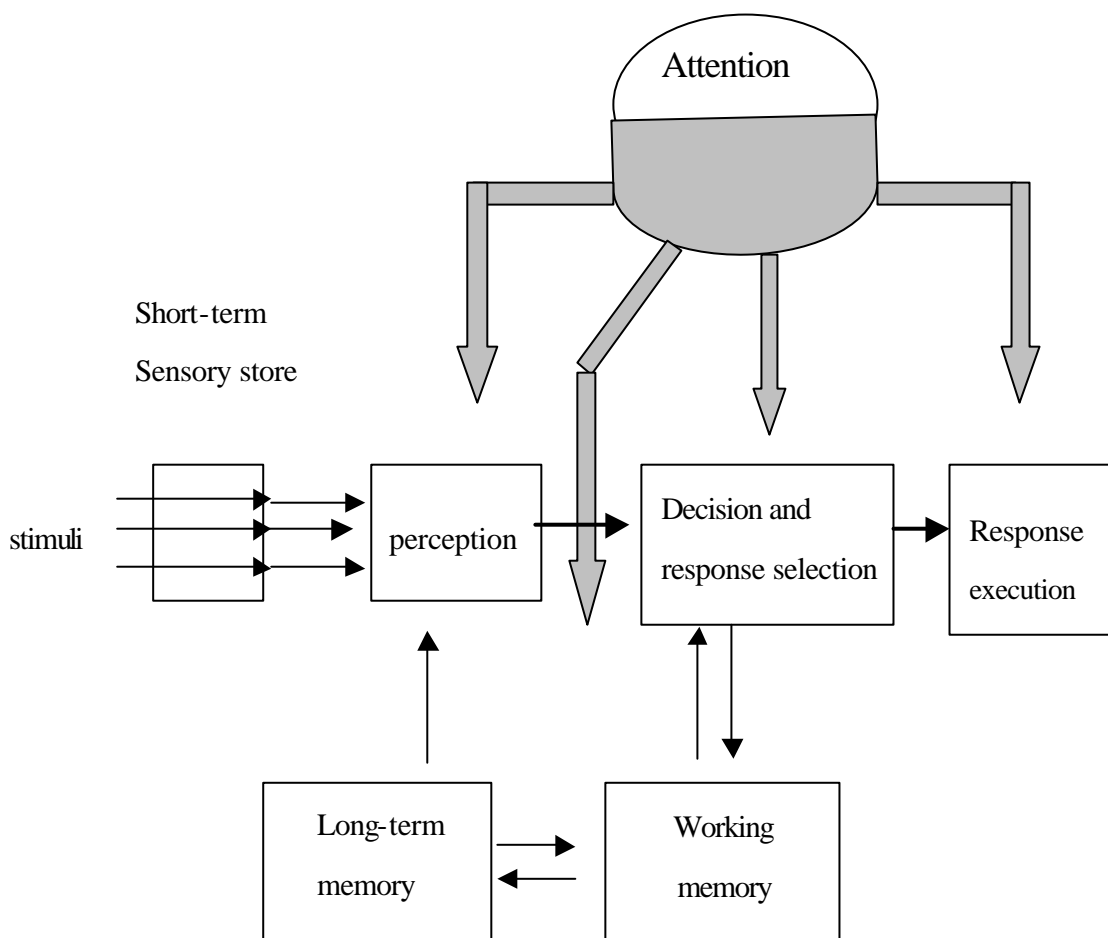 Attention
Short-term
Sensory store
stimuli
perception
Decision and
response selection
Response
execution
Long-term
memory
Working
memory